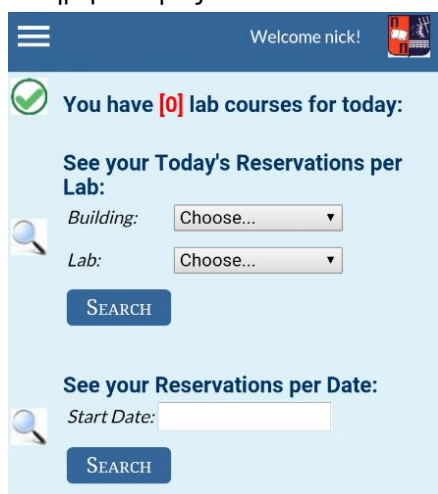 Welcome nick!
You have [0] lab courses for today:
See your Today's Reservations per
Lab:
Building: Choose...
Lab: Choose...
SEARCH
See your Reservations per Date:
Start Date:
SEARCH